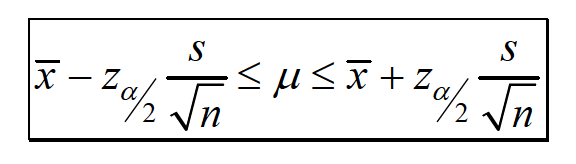 x̄ − z_{α/2} s/√n ≤ μ ≤ x̄ + z_{α/2} s/√n